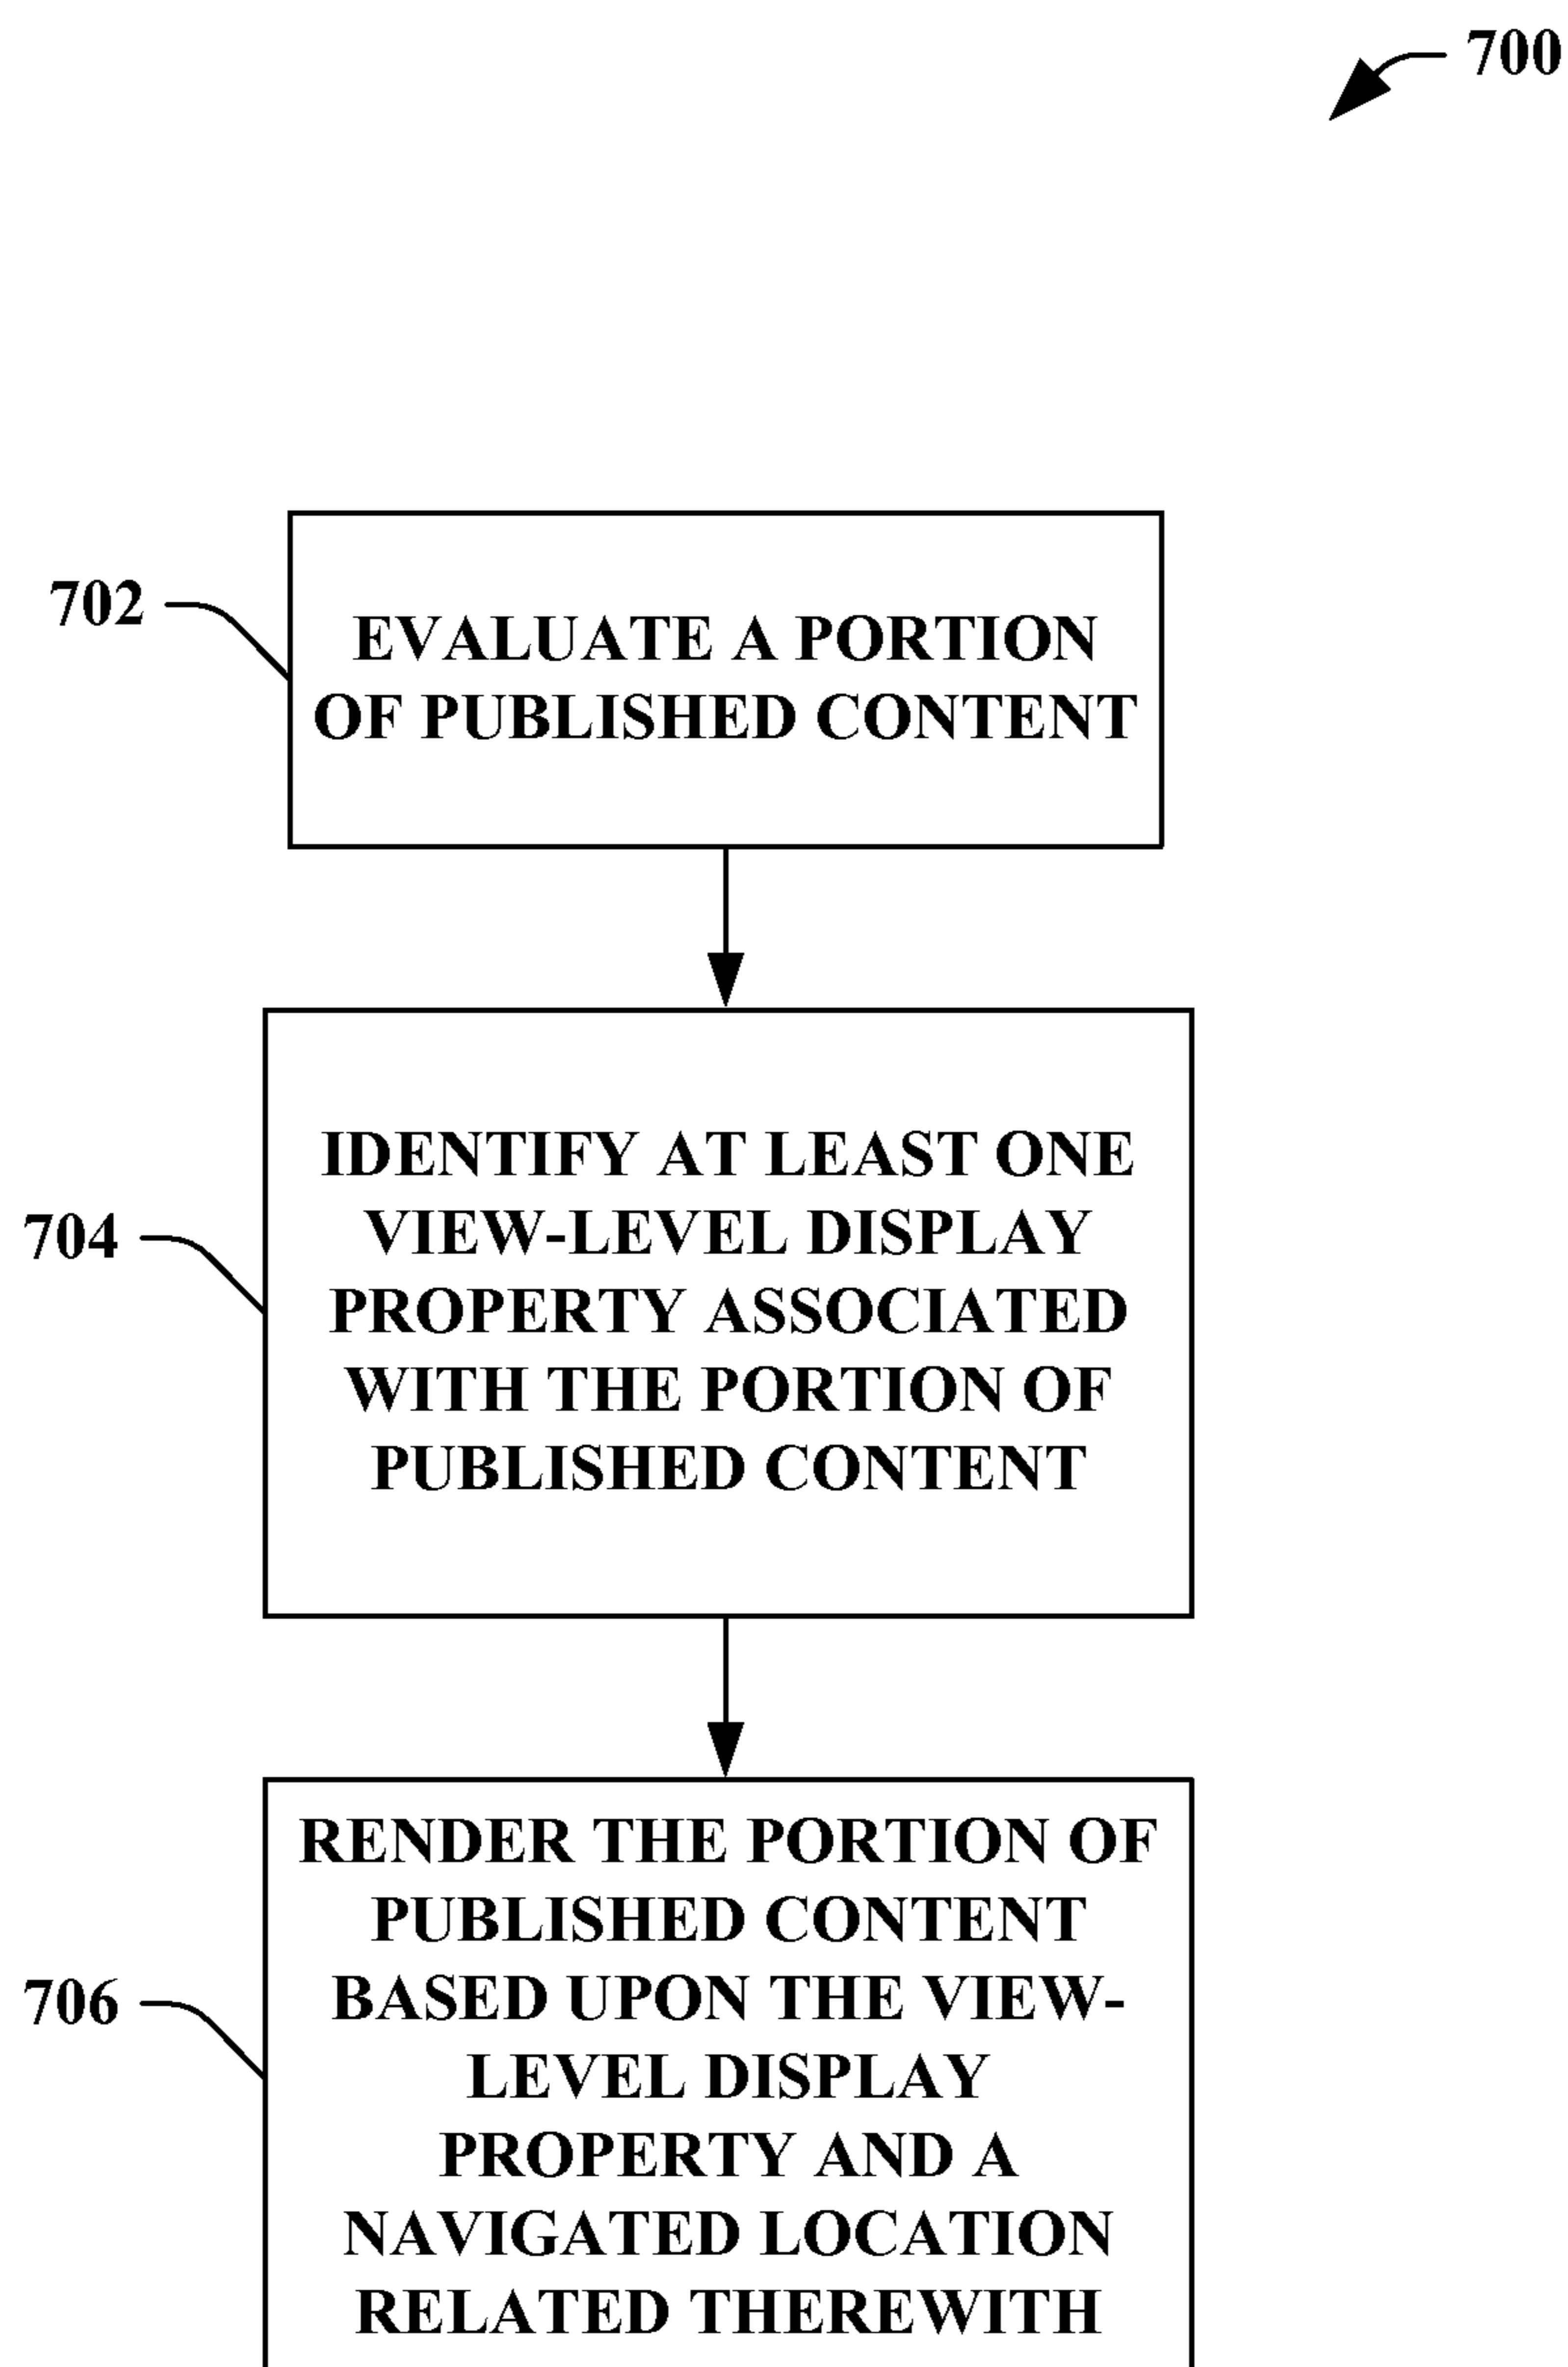 700
702
EVALUATE A PORTION
OF PUBLISHED CONTENT
704
IDENTIFY AT LEAST ONE
VIEW-LEVEL DISPLAY
PROPERTY ASSOCIATED
WITH THE PORTION OF
PUBLISHED CONTENT
706
RENDER THE PORTION OF
PUBLISHED CONTENT
BASED UPON THE VIEW-
LEVEL DISPLAY
PROPERTY AND A
NAVIGATED LOCATION
RELATED THEREWITH